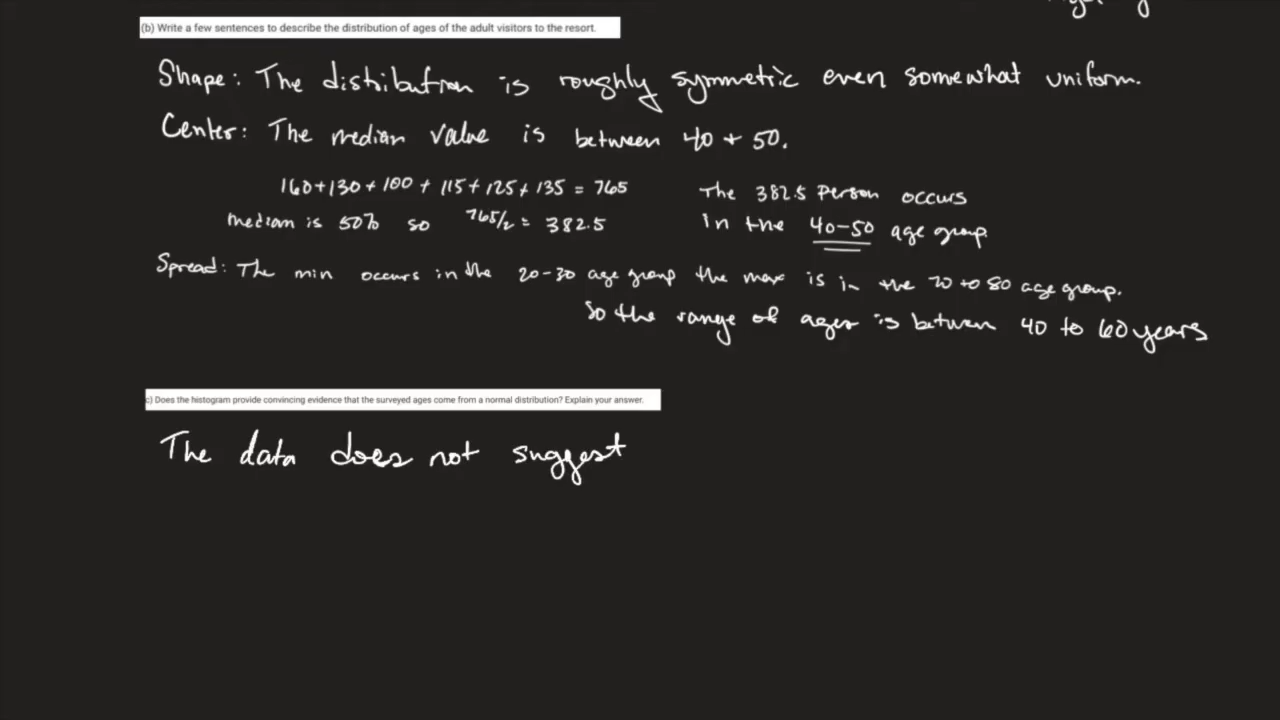 (b) Write a few sentences to describe the distribution of ages of the adult visitors to the resort.
Shape: The distribution is roughly symmetric even somewhat uniform.
Center: The median value is between 40 + 50.
160+130+100 + 115+125+135 = 765
median is 50% so 765/2 = 382.5
The 382.5 Person occurs
in the 40-50 age group
Spread: The min occurs in the 20-30 age group the max is in the 70 to 80 age group.
So the range of ages is between 40 to 60 years
c) Does the histogram provide convincing evidence that the surveyed ages come from a normal distribution? Explain your answer.
The data does not suggest